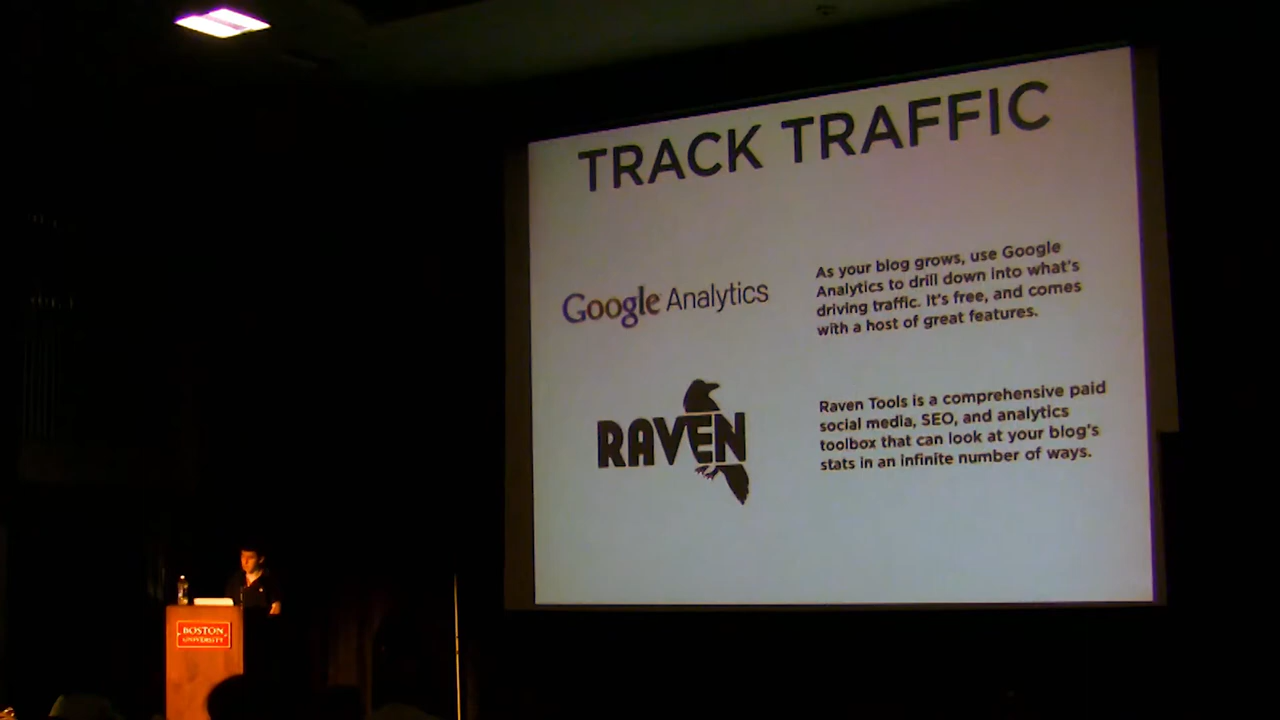 TRACK TRAFFIC
Google Analytics
As your blog grows, use Google
Analytics to drill down into what's
driving traffic. It's free, and comes
with a host of great features.
RAVEN
Raven Tools is a comprehensive paid
social media, SEO, and analytics
toolbox that can look at your blog's
stats in an infinite number of ways.
BOSTON
UNIVERSITY